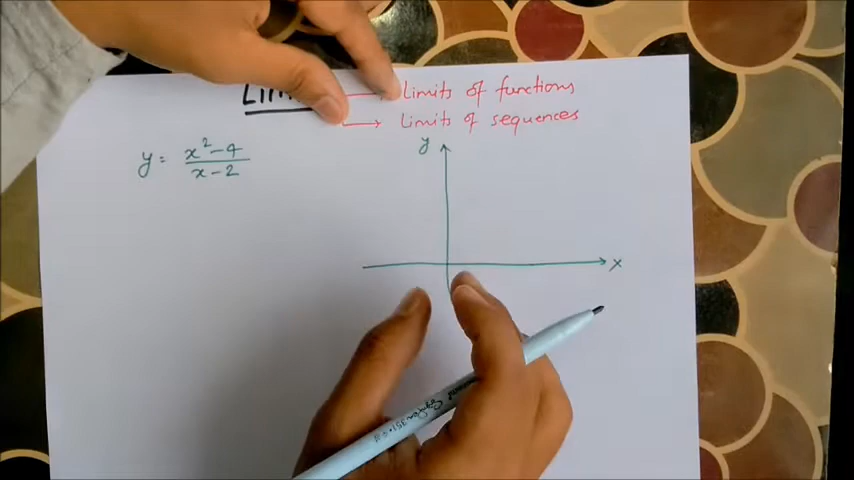 Limits of functions
Limits of sequences
y = (x² - 4)/(x - 2)
y
x